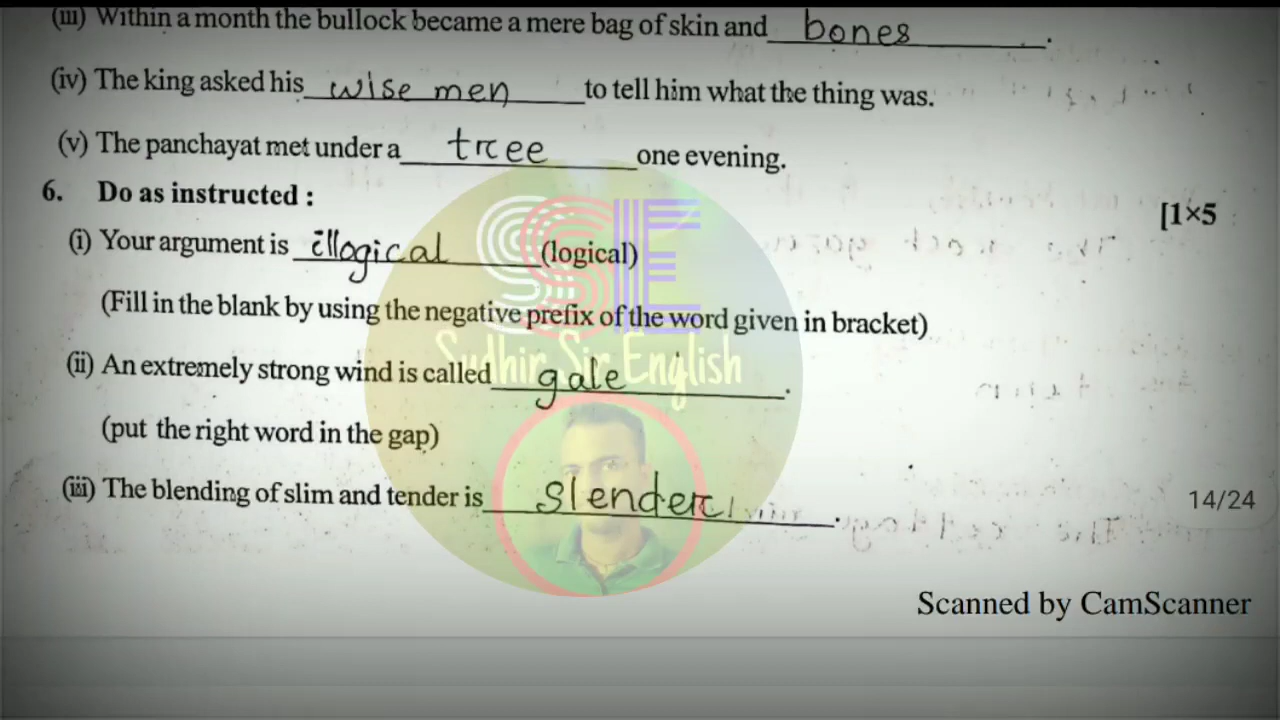 (iii) Within a month the bullock became a mere bag of skin and bones.
(iv) The king asked his wise men to tell him what the thing was.
(v) The panchayat met under a tree one evening.
6. Do as instructed :
[1×5
(i) Your argument is illogical (logical)
(Fill in the blank by using the negative prefix of the word given in bracket)
SE
Sudhir Sir English
(ii) An extremely strong wind is called gale.
(put the right word in the gap)
(iii) The blending of slim and tender is slender.
14/24
Scanned by CamScanner